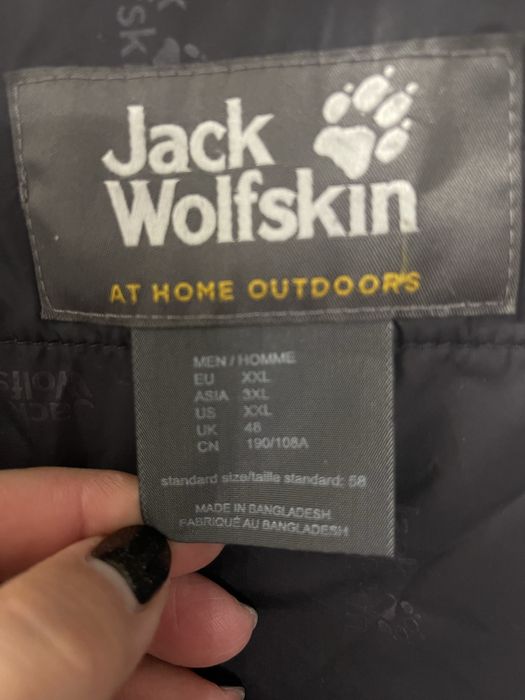 Jack
Wolfskin
AT HOME OUTDOORS
MEN / HOMME
EU XXL
ASIA 3XL
US XXL
UK 48
CN 190/108A
standard size/taille standard: 58
MADE IN BANGLADESH
FABRIQUÉ AU BANGLADESH